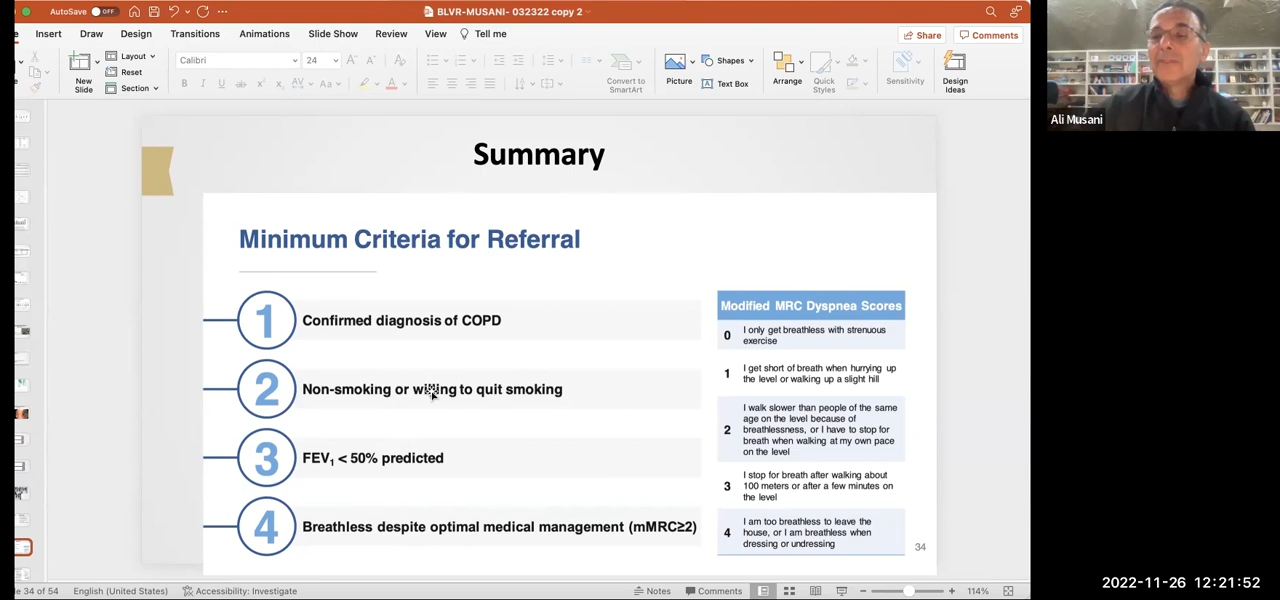 AutoSave OFF
BLVR-MUSANI- 032322 copy 2
Insert Draw Design Transitions Animations Slide Show Review View Tell me
Share Comments
New Slide
Layout
Reset
Section
Calibri 24
Convert to SmartArt
Picture
Shapes
Text Box
Arrange
Quick Styles
Sensitivity
Design Ideas
Ali Musani
Summary
Minimum Criteria for Referral
1 Confirmed diagnosis of COPD
2 Non-smoking or willing to quit smoking
3 FEV1 < 50% predicted
4 Breathless despite optimal medical management (mMRC≥2)
Modified MRC Dyspnea Scores
0 I only get breathless with strenuous
exercise
1 I get short of breath when hurrying up
the level or walking up a slight hill
2 I walk slower than people of the same
age on the level because of
breathlessness, or I have to stop for
breath when walking at my own pace
on the level
3 I stop for breath after walking about
100 meters or after a few minutes on
the level
4 I am too breathless to leave the
house, or I am breathless when
dressing or undressing
34
34 of 54 English (United States) Accessibility: Investigate Notes Comments 114%
2022-11-26 12:21:52